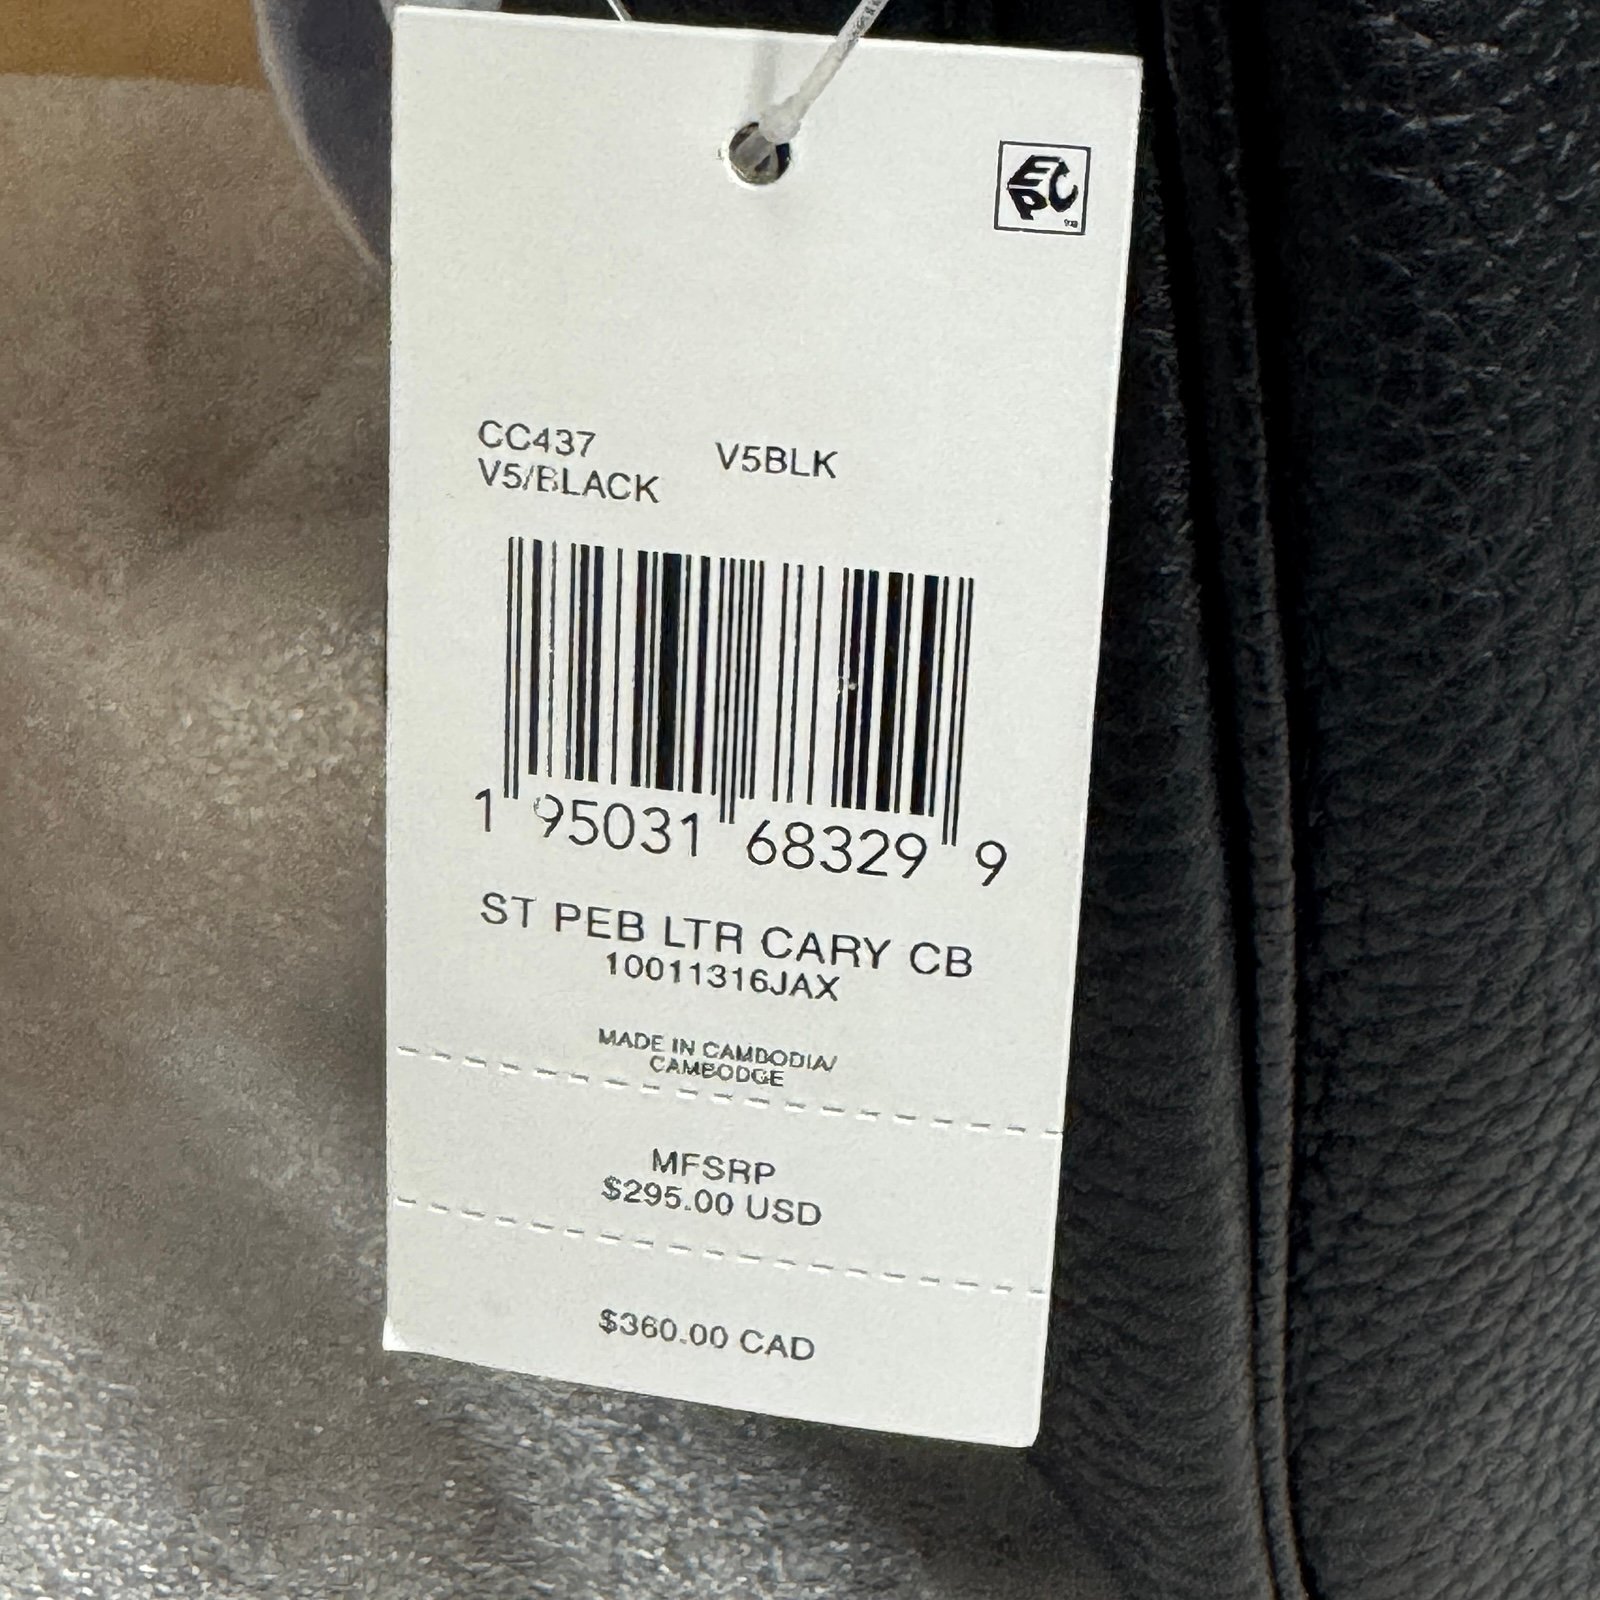 EPC
CC437 V5BLK
V5/BLACK
1 95031 68329 9
ST PEB LTR CARY CB
10011316JAX
MADE IN CAMBODIA/
CAMBODGE
MFSRP
$295.00 USD
$360.00 CAD